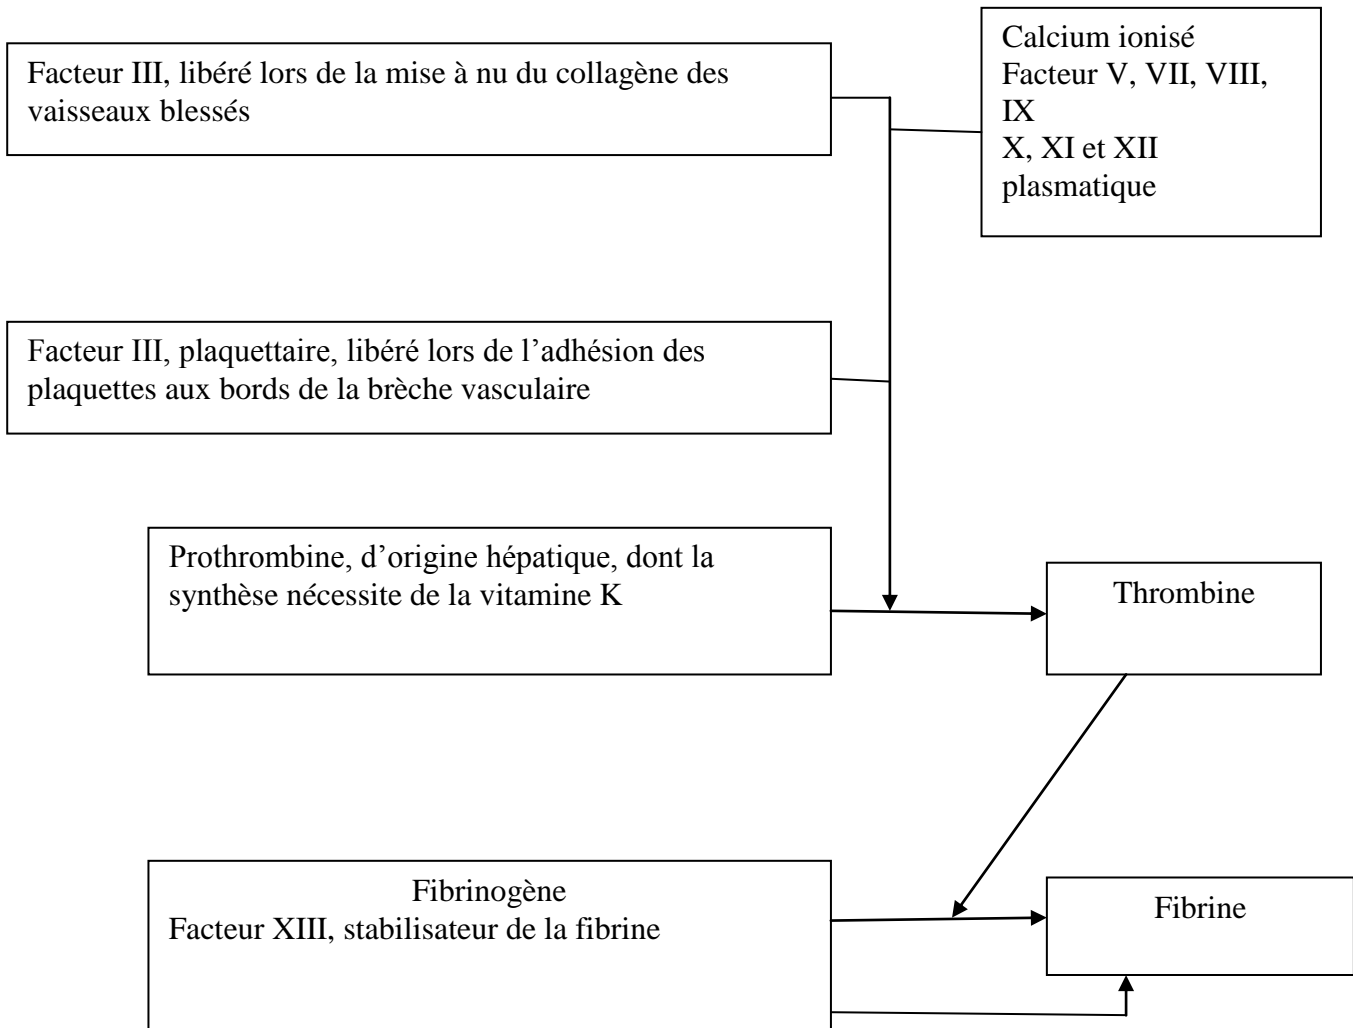 Facteur III, libéré lors de la mise à nu du collagène des
vaisseaux blessés
Calcium ionisé
Facteur V, VII, VIII,
IX
X, XI et XII
plasmatique
Facteur III, plaquettaire, libéré lors de l’adhésion des
plaquettes aux bords de la brèche vasculaire
Prothrombine, d’origine hépatique, dont la
synthèse nécessite de la vitamine K
Thrombine
Fibrinogène
Facteur XIII, stabilisateur de la fibrine
Fibrine